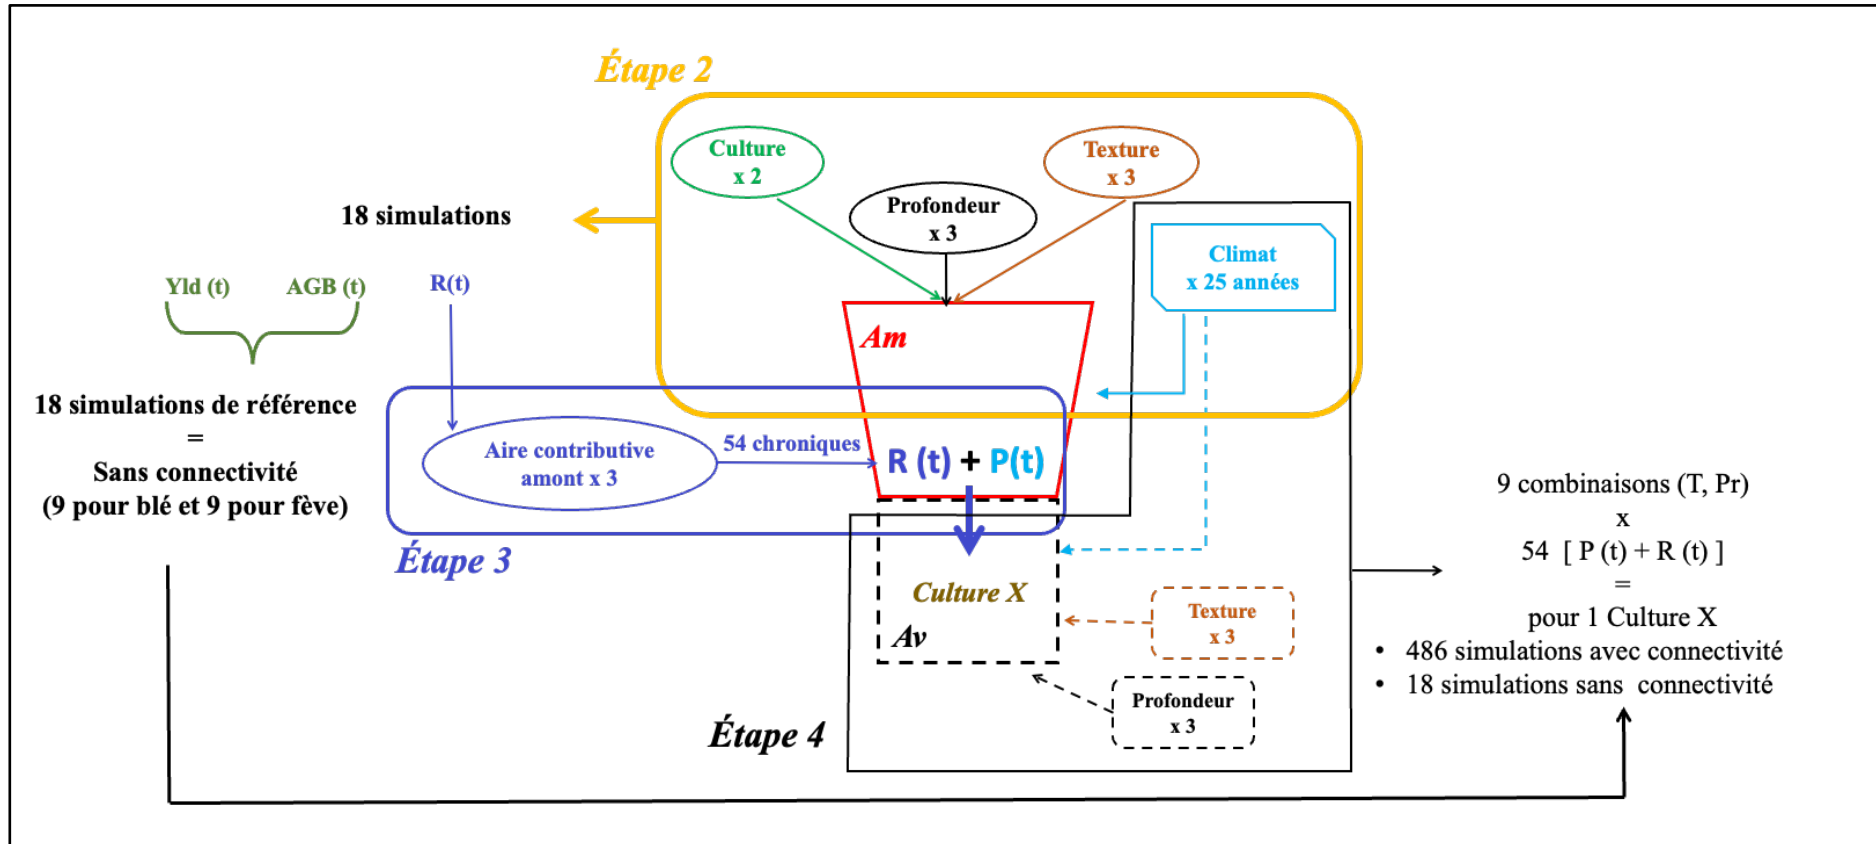 Étape 2
Culture
x 2
Texture
x 3
Profondeur
x 3
18 simulations
Climat
x 25 années
Yld (t)
AGB (t)
R(t)
Am
18 simulations de référence
=
Sans connectivité
(9 pour blé et 9 pour fève)
Aire contributive
amont x 3
54 chroniques
R (t) + P(t)
Étape 3
Culture X
Av
Texture
x 3
Profondeur
x 3
Étape 4
9 combinaisons (T, Pr)
x
54 [ P (t) + R (t) ]
=
pour 1 Culture X
• 486 simulations avec connectivité
• 18 simulations sans connectivité